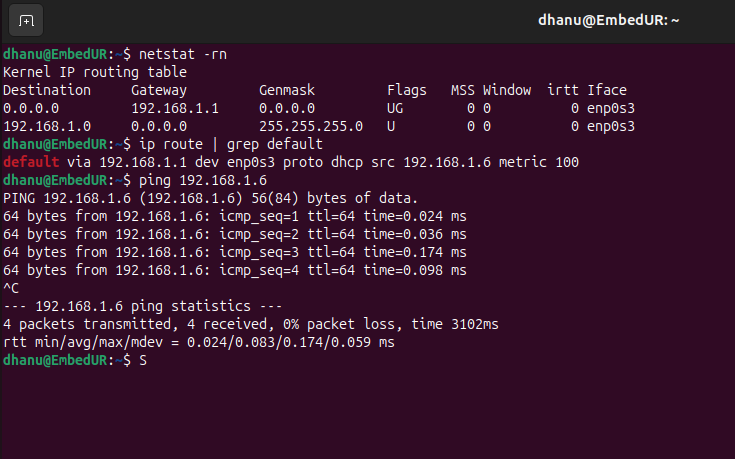 dhanu@EmbedUR: ~
dhanu@EmbedUR:~$ netstat -rn
Kernel IP routing table
Destination     Gateway         Genmask         Flags   MSS Window  irtt Iface
0.0.0.0         192.168.1.1     0.0.0.0         UG        0 0          0 enp0s3
192.168.1.0     0.0.0.0         255.255.255.0   U         0 0          0 enp0s3
dhanu@EmbedUR:~$ ip route | grep default
default via 192.168.1.1 dev enp0s3 proto dhcp src 192.168.1.6 metric 100
dhanu@EmbedUR:~$ ping 192.168.1.6
PING 192.168.1.6 (192.168.1.6) 56(84) bytes of data.
64 bytes from 192.168.1.6: icmp_seq=1 ttl=64 time=0.024 ms
64 bytes from 192.168.1.6: icmp_seq=2 ttl=64 time=0.036 ms
64 bytes from 192.168.1.6: icmp_seq=3 ttl=64 time=0.174 ms
64 bytes from 192.168.1.6: icmp_seq=4 ttl=64 time=0.098 ms
^C
--- 192.168.1.6 ping statistics ---
4 packets transmitted, 4 received, 0% packet loss, time 3102ms
rtt min/avg/max/mdev = 0.024/0.083/0.174/0.059 ms
dhanu@EmbedUR:~$ S